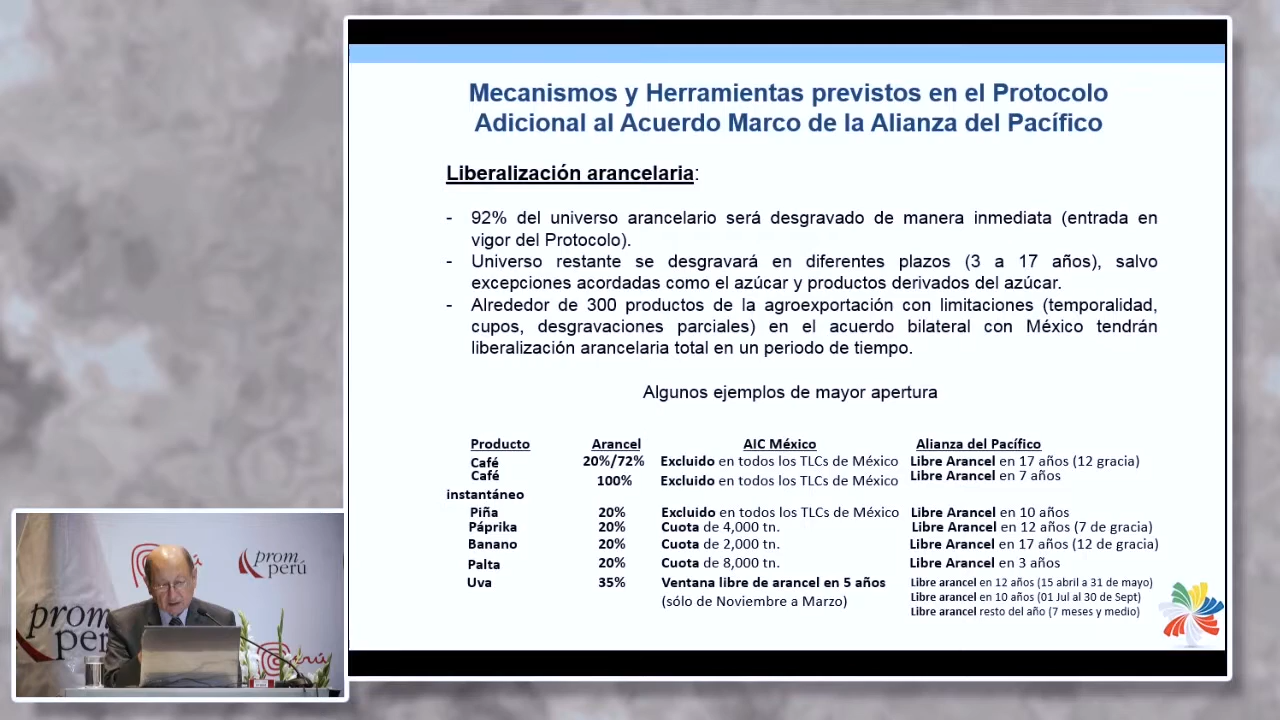 Mecanismos y Herramientas previstos en el Protocolo
Adicional al Acuerdo Marco de la Alianza del Pacífico
Liberalización arancelaria:
- 92% del universo arancelario será desgravado de manera inmediata (entrada en
vigor del Protocolo).
- Universo restante se desgravará en diferentes plazos (3 a 17 años), salvo
excepciones acordadas como el azúcar y productos derivados del azúcar.
- Alrededor de 300 productos de la agroexportación con limitaciones (temporalidad,
cupos, desgravaciones parciales) en el acuerdo bilateral con México tendrán
liberalización arancelaria total en un periodo de tiempo.
Algunos ejemplos de mayor apertura
Producto Arancel AIC México Alianza del Pacífico
Café 20%/72% Excluido en todos los TLCs de México Libre Arancel en 17 años (12 gracia)
Café 100% Excluido en todos los TLCs de México Libre Arancel en 7 años
instantáneo
Piña 20% Excluido en todos los TLCs de México Libre Arancel en 10 años
Páprika 20% Cuota de 4,000 tn. Libre Arancel en 12 años (7 de gracia)
Banano 20% Cuota de 2,000 tn. Libre Arancel en 17 años (12 de gracia)
Palta 20% Cuota de 8,000 tn. Libre Arancel en 3 años
Uva 35% Ventana libre de arancel en 5 años Libre arancel en 12 años (15 abril a 31 de mayo)
(sólo de Noviembre a Marzo) Libre arancel en 10 años (01 Jul al 30 de Sept)
Libre arancel resto del año (7 meses y medio)
prom
perú
prom
per